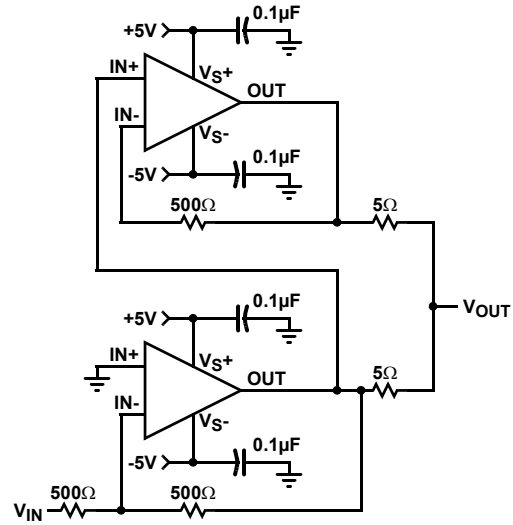 +5V
0.1µF
IN+
VS+
OUT
IN-
VS-
-5V
0.1µF
500Ω
5Ω
+5V
0.1µF
VOUT
IN+
VS+
OUT
5Ω
IN-
VS-
-5V
0.1µF
VIN
500Ω
500Ω